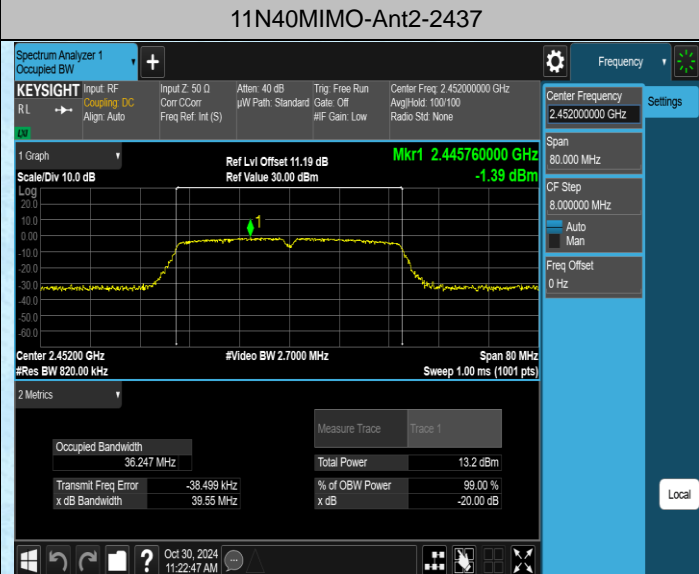 11N40MIMO-Ant2-2437
Spectrum Analyzer 1
Occupied BW
Frequency
KEYSIGHT
RL
Input: RF
Coupling: DC
Align: Auto
Input Z: 50 Ω
Corr CCorr
Freq Ref: Int (S)
Atten: 40 dB
µW Path: Standard
Trig: Free Run
Gate: Off
#IF Gain: Low
Center Freq: 2.452000000 GHz
Avg|Hold: 100/100
Radio Std: None
Center Frequency
2.452000000 GHz
Settings
Span
80.000 MHz
CF Step
8.000000 MHz
Auto
Man
Freq Offset
0 Hz
Local
1 Graph
Scale/Div 10.0 dB
Ref Lvl Offset 11.19 dB
Ref Value 30.00 dBm
Mkr1 2.445760000 GHz
-1.39 dBm
Log
20.0
10.0
0.00
-10.0
-20.0
-30.0
-40.0
-50.0
-60.0
1
Center 2.45200 GHz
#Video BW 2.7000 MHz
Span 80 MHz
#Res BW 820.00 kHz
Sweep 1.00 ms (1001 pts)
2 Metrics
Measure Trace
Trace 1
Occupied Bandwidth
36.247 MHz
Total Power
13.2 dBm
Transmit Freq Error
-38.499 kHz
% of OBW Power
99.00 %
x dB Bandwidth
39.55 MHz
x dB
-20.00 dB
?
Oct 30, 2024
11:22:47 AM